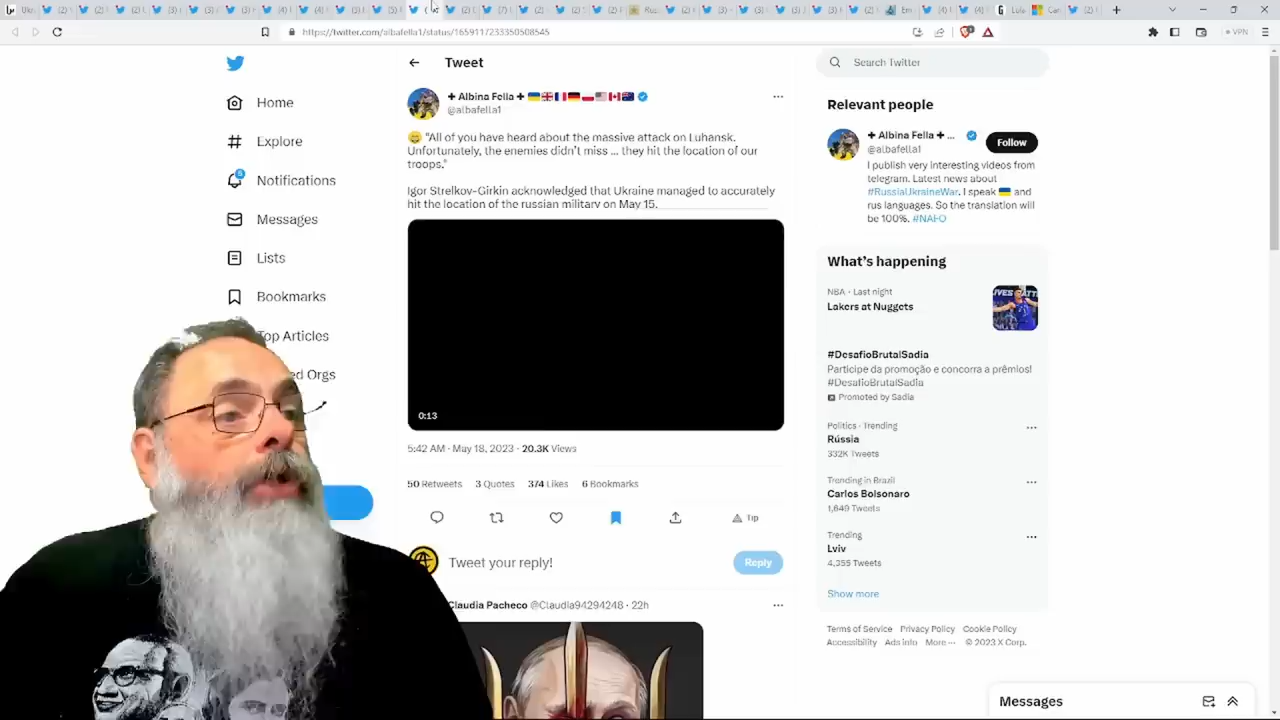 https://twitter.com/albafella1/status/1659117233350508545
VPN
Tweet
Search Twitter
Home
Explore
Notifications
Messages
Lists
Bookmarks
Top Articles
Orgs
✚ Albina Fella ✚
@albafella1
"All of you have heard about the massive attack on Luhansk.
Unfortunately, the enemies didn't miss ... they hit the location of our
troops."
Igor Strelkov-Girkin acknowledged that Ukraine managed to accurately
hit the location of the russian military on May 15.
0:13
5:42 AM · May 18, 2023 · 20.3K Views
50 Retweets 3 Quotes 374 Likes 6 Bookmarks
Tip
Tweet your reply!
Reply
Claudia Pacheco @Claudia94294248 · 22h
Relevant people
✚ Albina Fella ✚ ...
@albafella1
Follow
I publish very interesting videos from
telegram. Latest news about
#RussiaUkraineWar. I speak 🇺🇦 and
rus languages. So the translation will
be 100%. #NAFO
What's happening
NBA · Last night
Lakers at Nuggets
#DesafioBrutalSadia
Participe da promoção e concorra a prêmios!
#DesafioBrutalSadia
Promoted by Sadia
Politics · Trending
Rússia
332K Tweets
Trending in Brazil
Carlos Bolsonaro
1,649 Tweets
Trending
Lviv
4,355 Tweets
Show more
Terms of Service Privacy Policy Cookie Policy
Accessibility Ads info More ··· © 2023 X Corp.
Messages